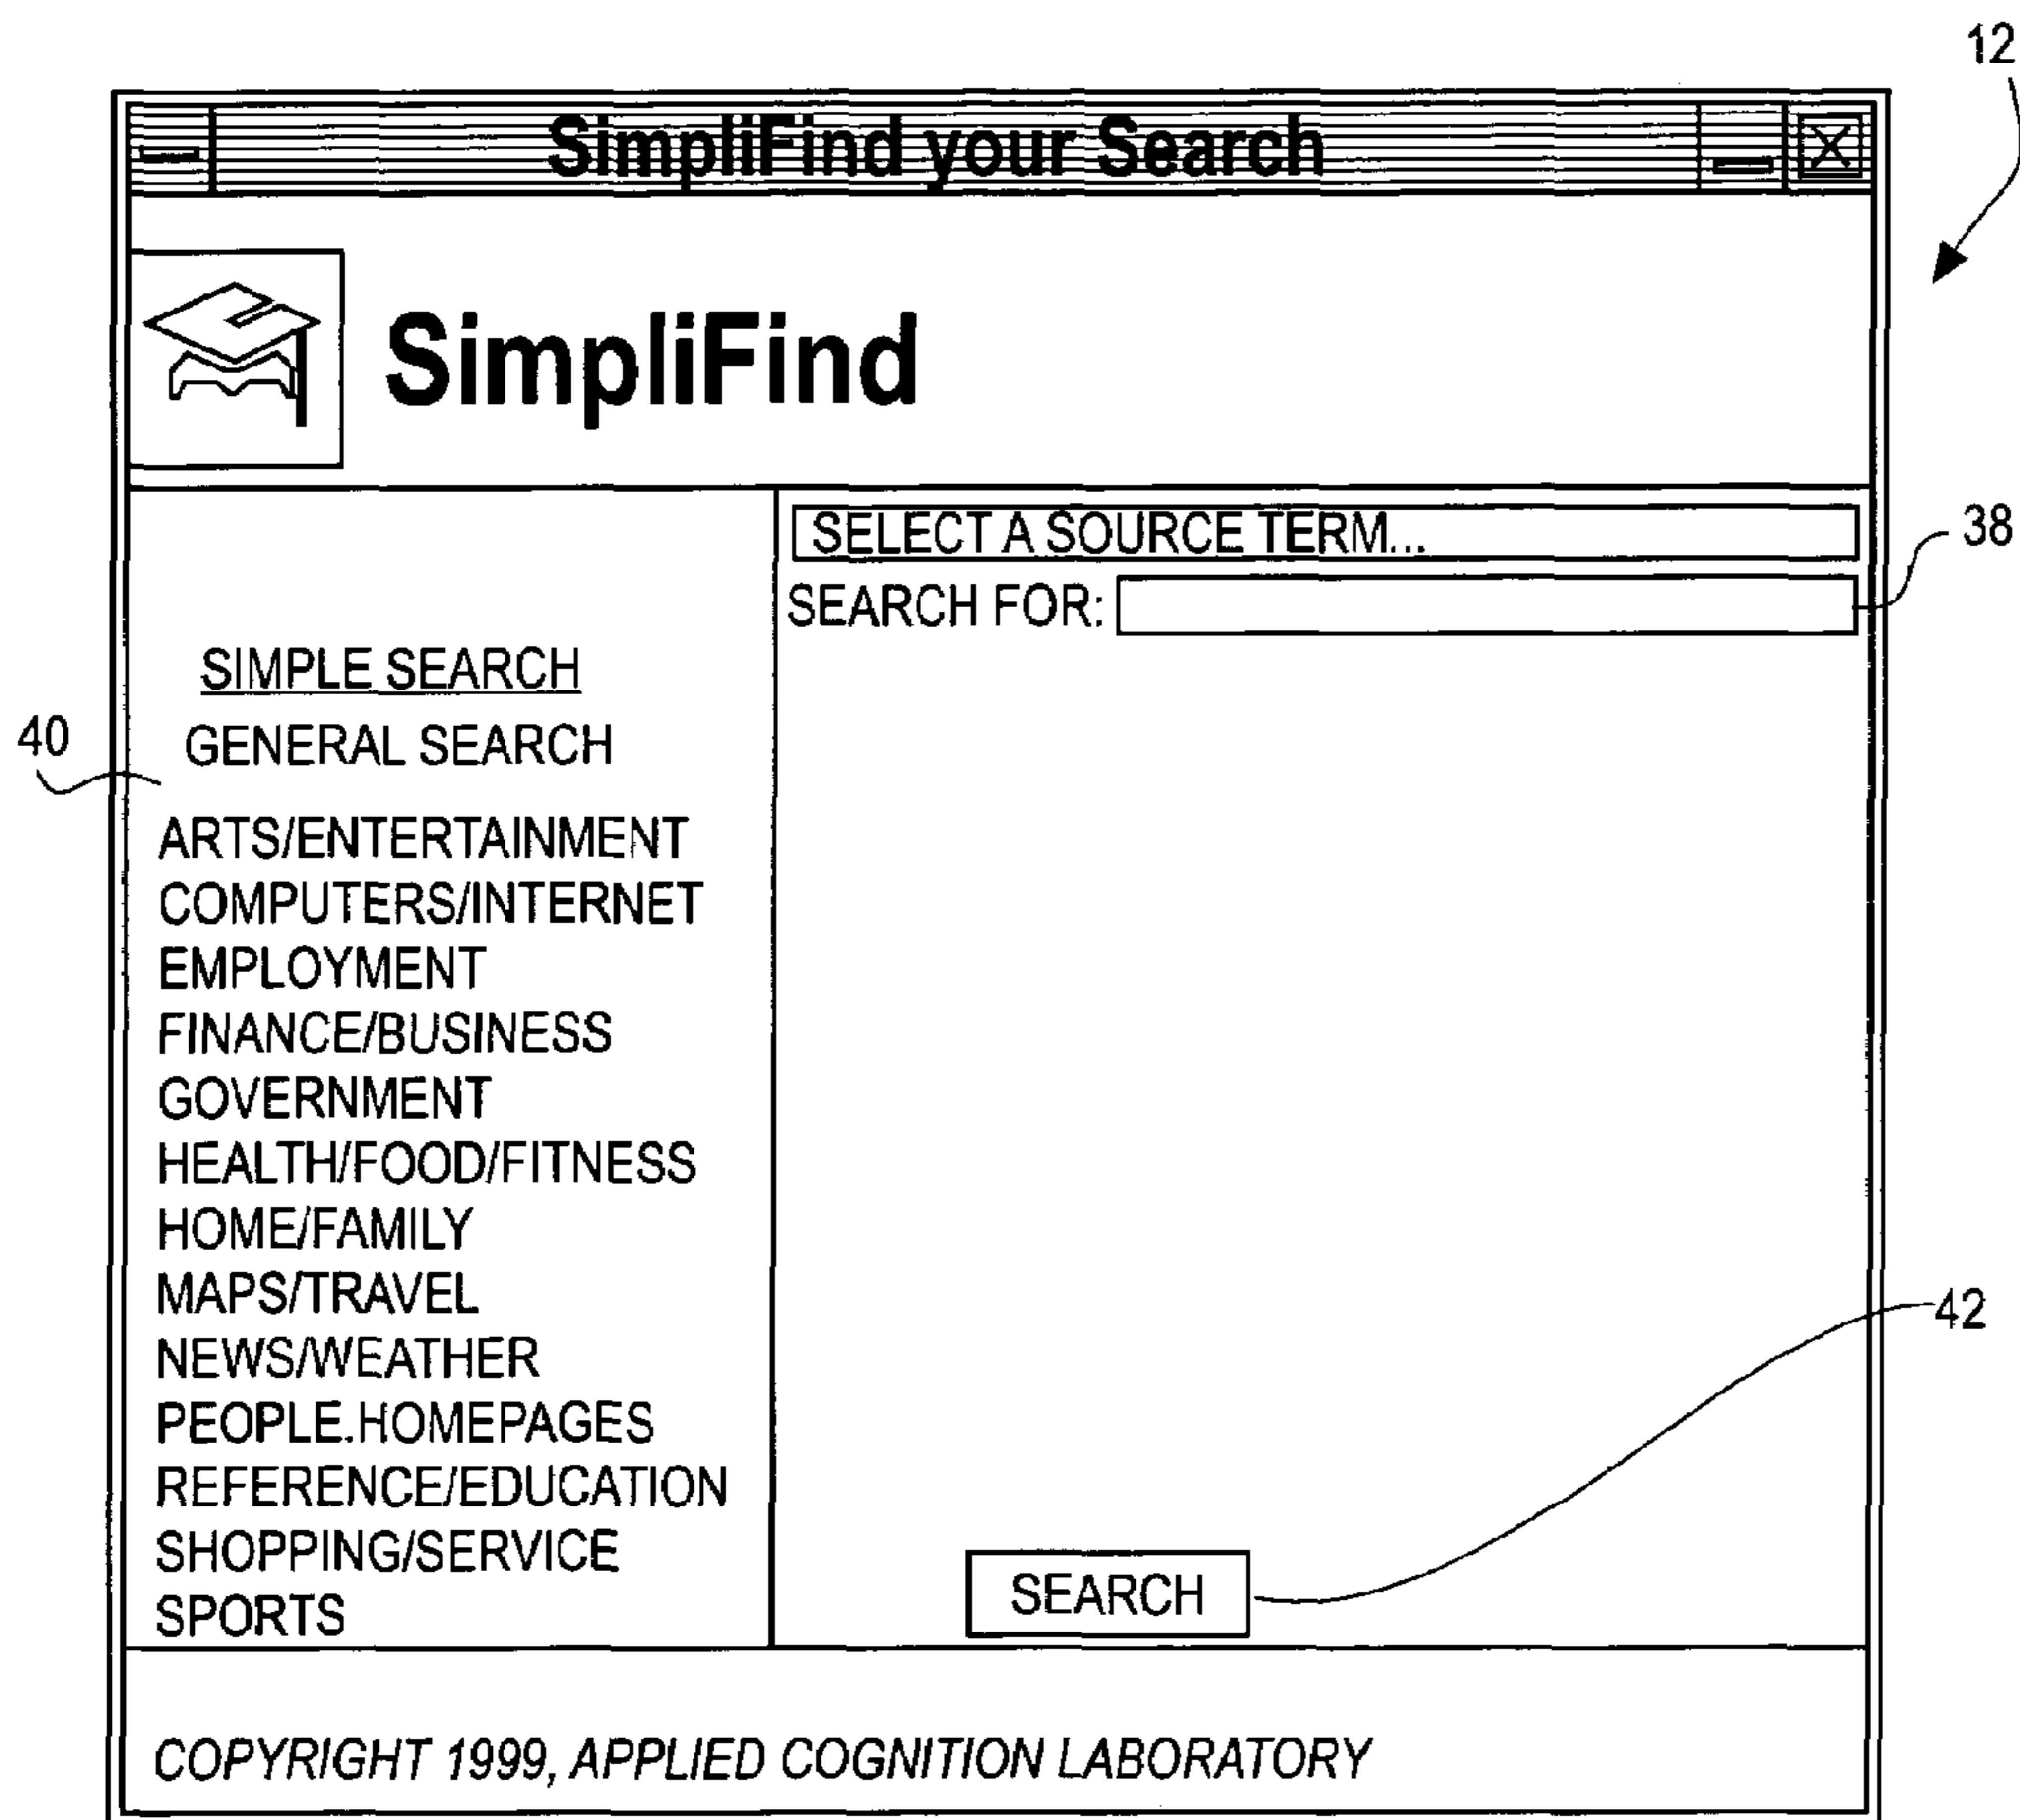 12
SimpliFind your Search
SimpliFind
SELECT A SOURCE TERM...
38
SEARCH FOR:
SIMPLE SEARCH
40
GENERAL SEARCH
ARTS/ENTERTAINMENT
COMPUTERS/INTERNET
EMPLOYMENT
FINANCE/BUSINESS
GOVERNMENT
HEALTH/FOOD/FITNESS
HOME/FAMILY
MAPS/TRAVEL
42
NEWS/WEATHER
PEOPLE.HOMEPAGES
REFERENCE/EDUCATION
SHOPPING/SERVICE
SEARCH
SPORTS
COPYRIGHT 1999, APPLIED COGNITION LABORATORY